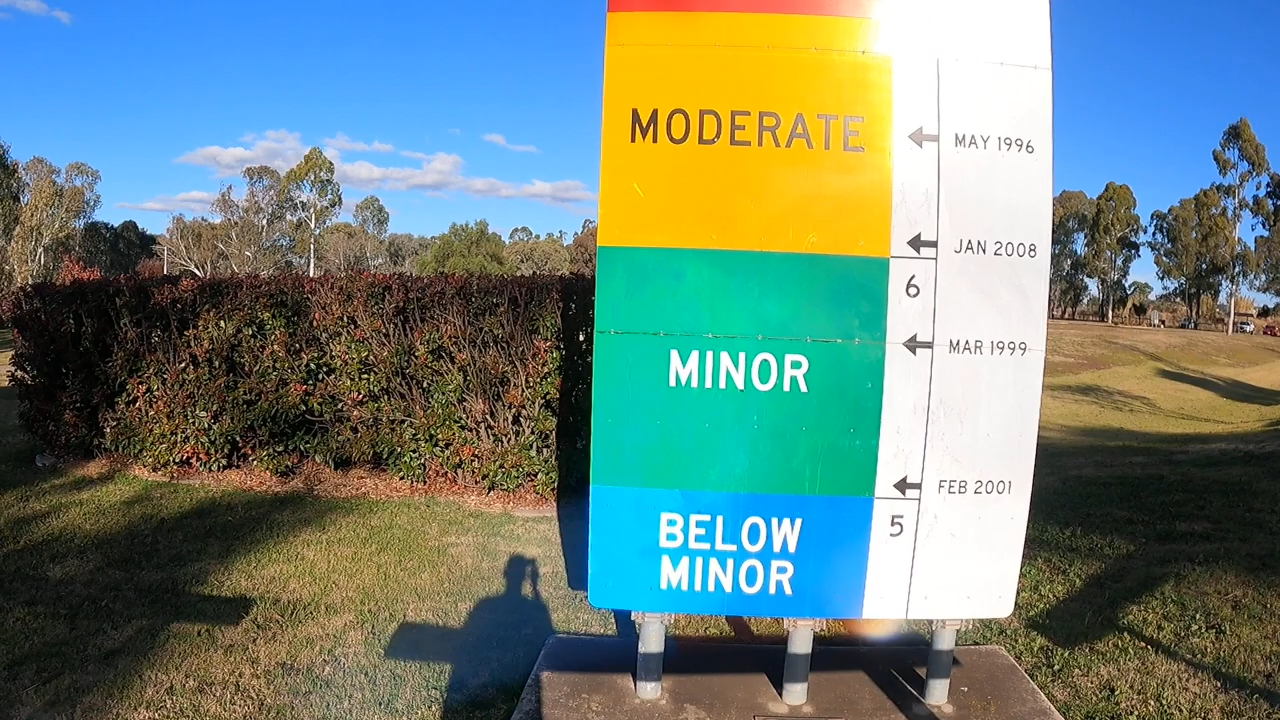 MODERATE
MAY 1996
JAN 2008
6
MAR 1999
MINOR
FEB 2001
5
BELOW
MINOR